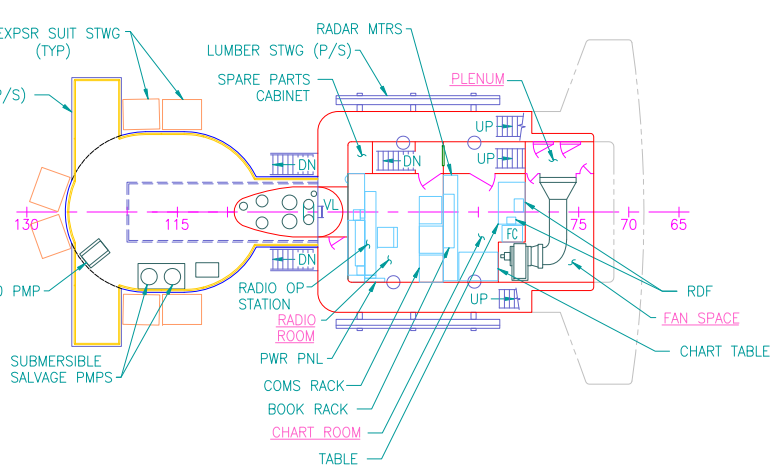 EXPSR SUIT STWG
(TYP)
RADAR MTRS
LUMBER STWG (P/S)
SPARE PARTS
CABINET
PLENUM
P/S)
UP
UP
DN
DN
VL
130
115
75
70
65
FC
DN
UP
PMP
RADIO OP
STATION
RADIO
ROOM
RDF
FAN SPACE
CHART TABLE
SUBMERSIBLE
SALVAGE PMPS
PWR PNL
COMS RACK
BOOK RACK
CHART ROOM
TABLE